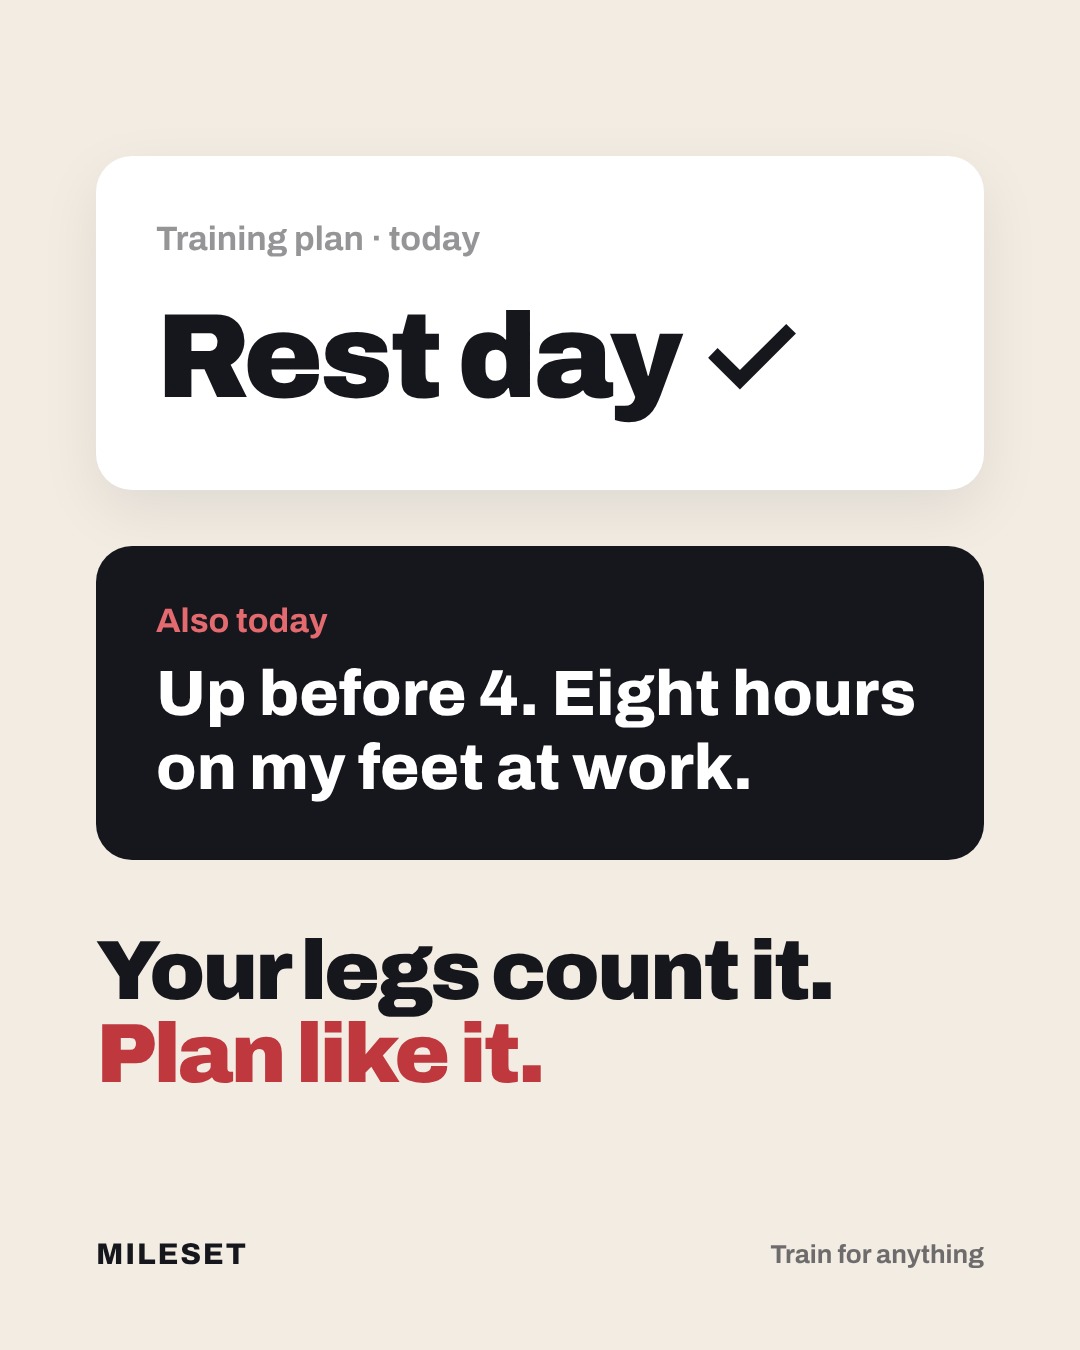 Training plan · today
Rest day ✓
Also today
Up before 4. Eight hours
on my feet at work.
Your legs count it.
Plan like it.
MILESET
Train for anything